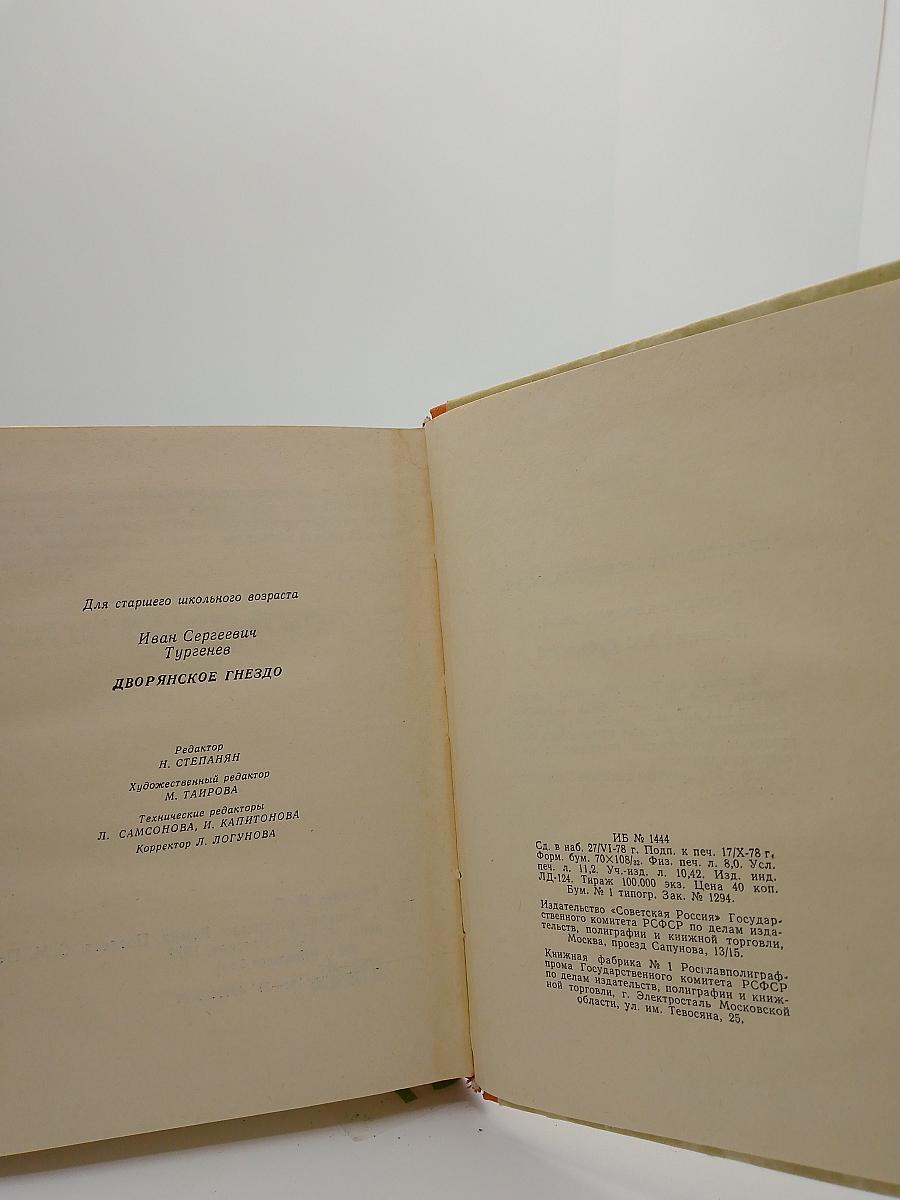 Для старшего школьного возраста
Иван Сергеевич
Тургенев
ДВОРЯНСКОЕ ГНЕЗДО
Редактор
Н. СТЕПАНЯН
Художественный редактор
М. ТАИРОВА
Технические редакторы
Л. САМСОНОВА, И. КАПИТОНОВА
Корректор Л. ЛОГУНОВА
ИБ № 1444
Сд. в наб. 27/VI-78 г. Подп. к печ. 17/X-78 г.
Форм. бум. 70×108/32. Физ. печ. л. 8,0. Усл.
печ. л. 11,2. Уч.-изд. л. 10,42. Изд. инд.
ЛД-124. Тираж 100.000 экз. Цена 40 коп.
Бум. № 1 типогр. Зак. № 1294.
Издательство «Советская Россия» Государ-
ственного комитета РСФСР по делам изда-
тельств, полиграфии и книжной торговли,
Москва, проезд Сапунова, 13/15.
Книжная фабрика № 1 Росглавполиграф-
прома Государственного комитета РСФСР
по делам издательств, полиграфии и книж-
ной торговли, г. Электросталь Московской
области, ул. им. Тевосяна, 25.